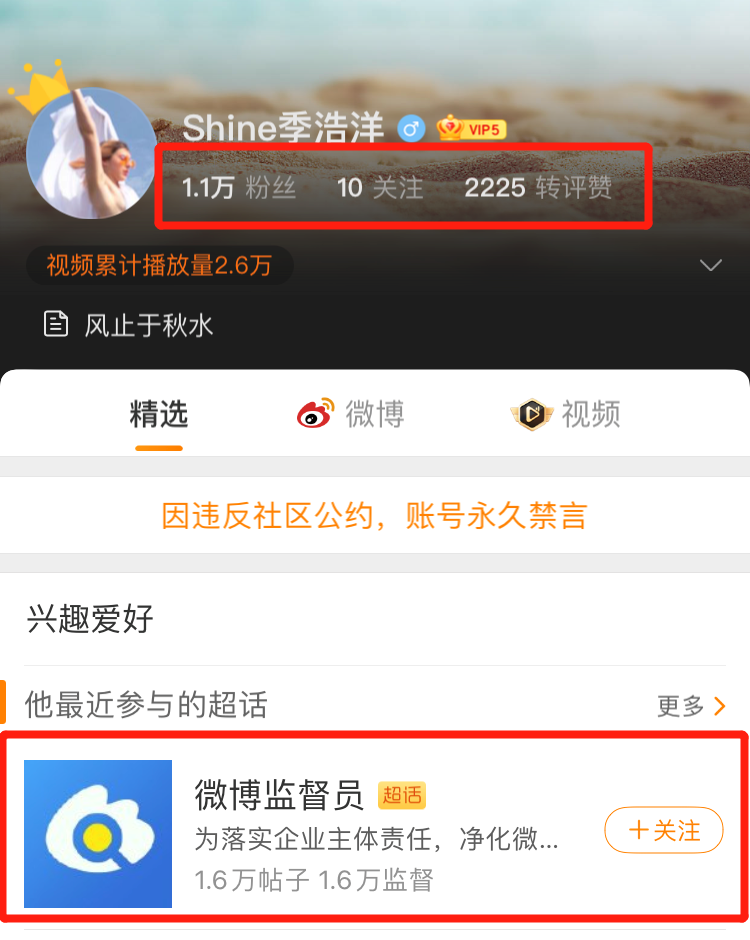 Shine季浩洋 VIP5
1.1万 粉丝 10 关注 2225 转评赞
视频累计播放量2.6万
风止于秋水
精选 微博 视频
因违反社区公约，账号永久禁言
兴趣爱好
他最近参与的超话 更多
微博监督员 超话
为落实企业主体责任，净化微...
+关注
1.6万帖子 1.6万监督